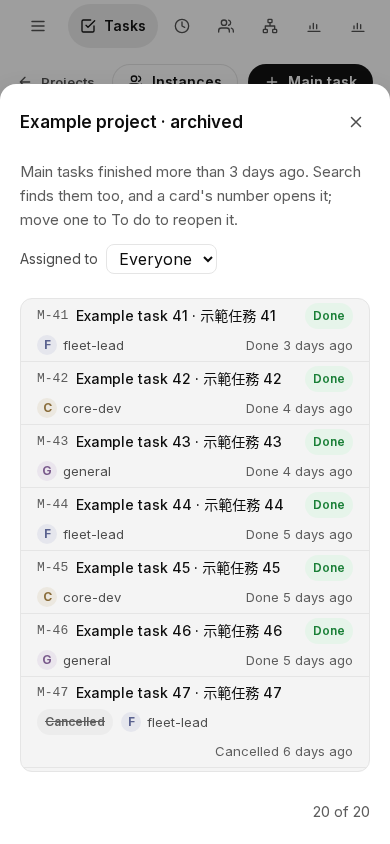 Tasks
Projects
Instances
Main task
Example project · archived
Main tasks finished more than 3 days ago. Search
finds them too, and a card's number opens it;
move one to To do to reopen it.
Assigned to Everyone
M-41 Example task 41 · 示範任務 41 Done
F fleet-lead Done 3 days ago
M-42 Example task 42 · 示範任務 42 Done
C core-dev Done 4 days ago
M-43 Example task 43 · 示範任務 43 Done
G general Done 4 days ago
M-44 Example task 44 · 示範任務 44 Done
F fleet-lead Done 5 days ago
M-45 Example task 45 · 示範任務 45 Done
C core-dev Done 5 days ago
M-46 Example task 46 · 示範任務 46 Done
G general Done 5 days ago
M-47 Example task 47 · 示範任務 47
Cancelled F fleet-lead
Cancelled 6 days ago
20 of 20